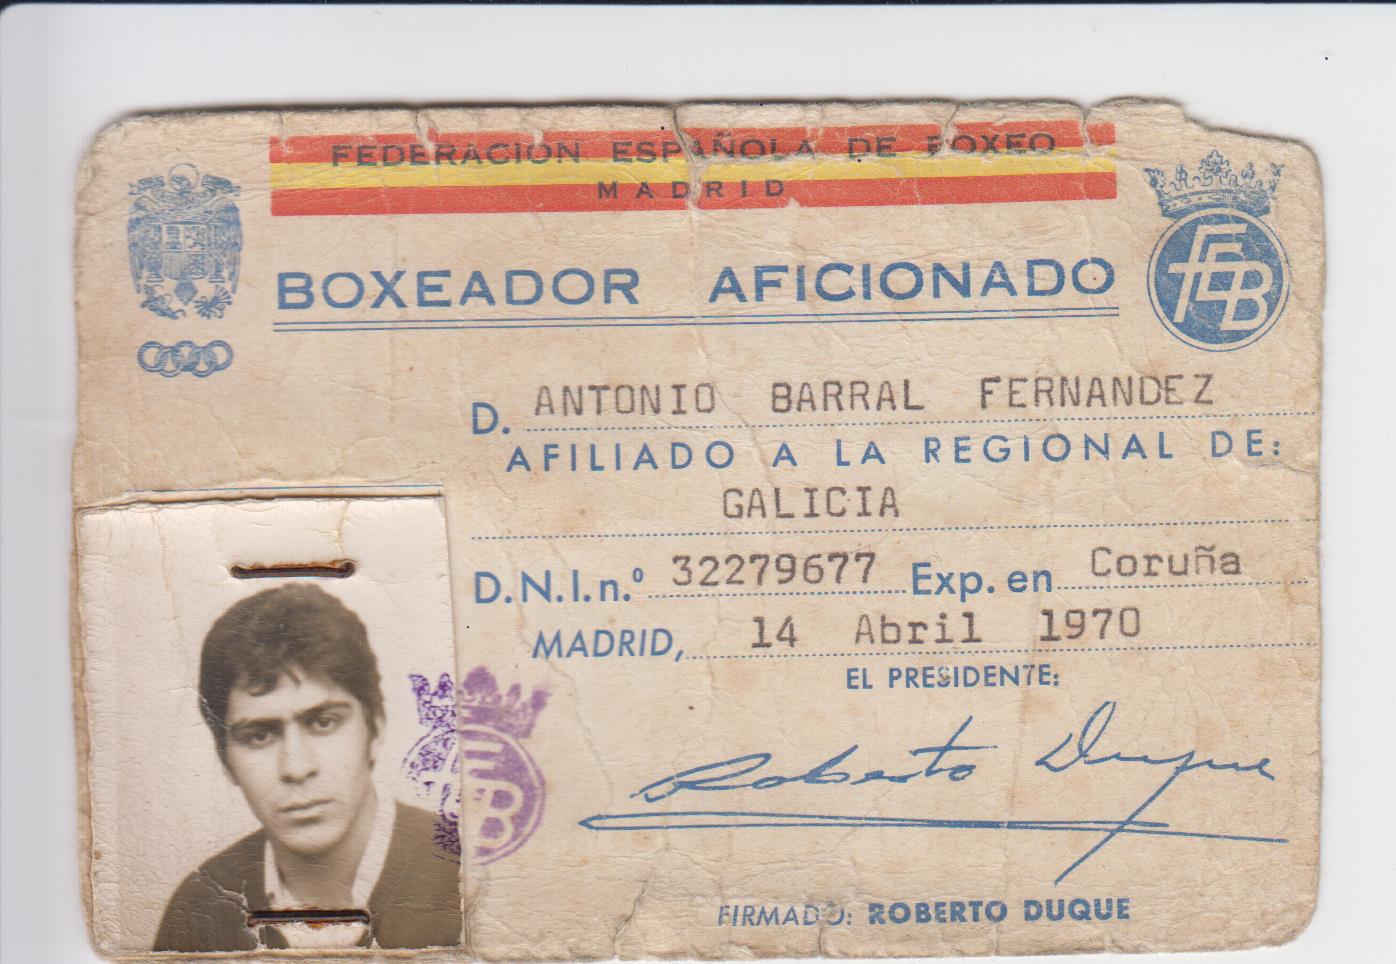 FEDERACION ESPAÑOLA DE BOXEO
MADRID
BOXEADOR AFICIONADO
FEB
D. ANTONIO BARRAL FERNANDEZ
AFILIADO A LA REGIONAL DE:
GALICIA
D.N.I.n.º 32279677 Exp. en Coruña
MADRID, 14 Abril 1970
EL PRESIDENTE:
Roberto Duque
FIRMADO: ROBERTO DUQUE